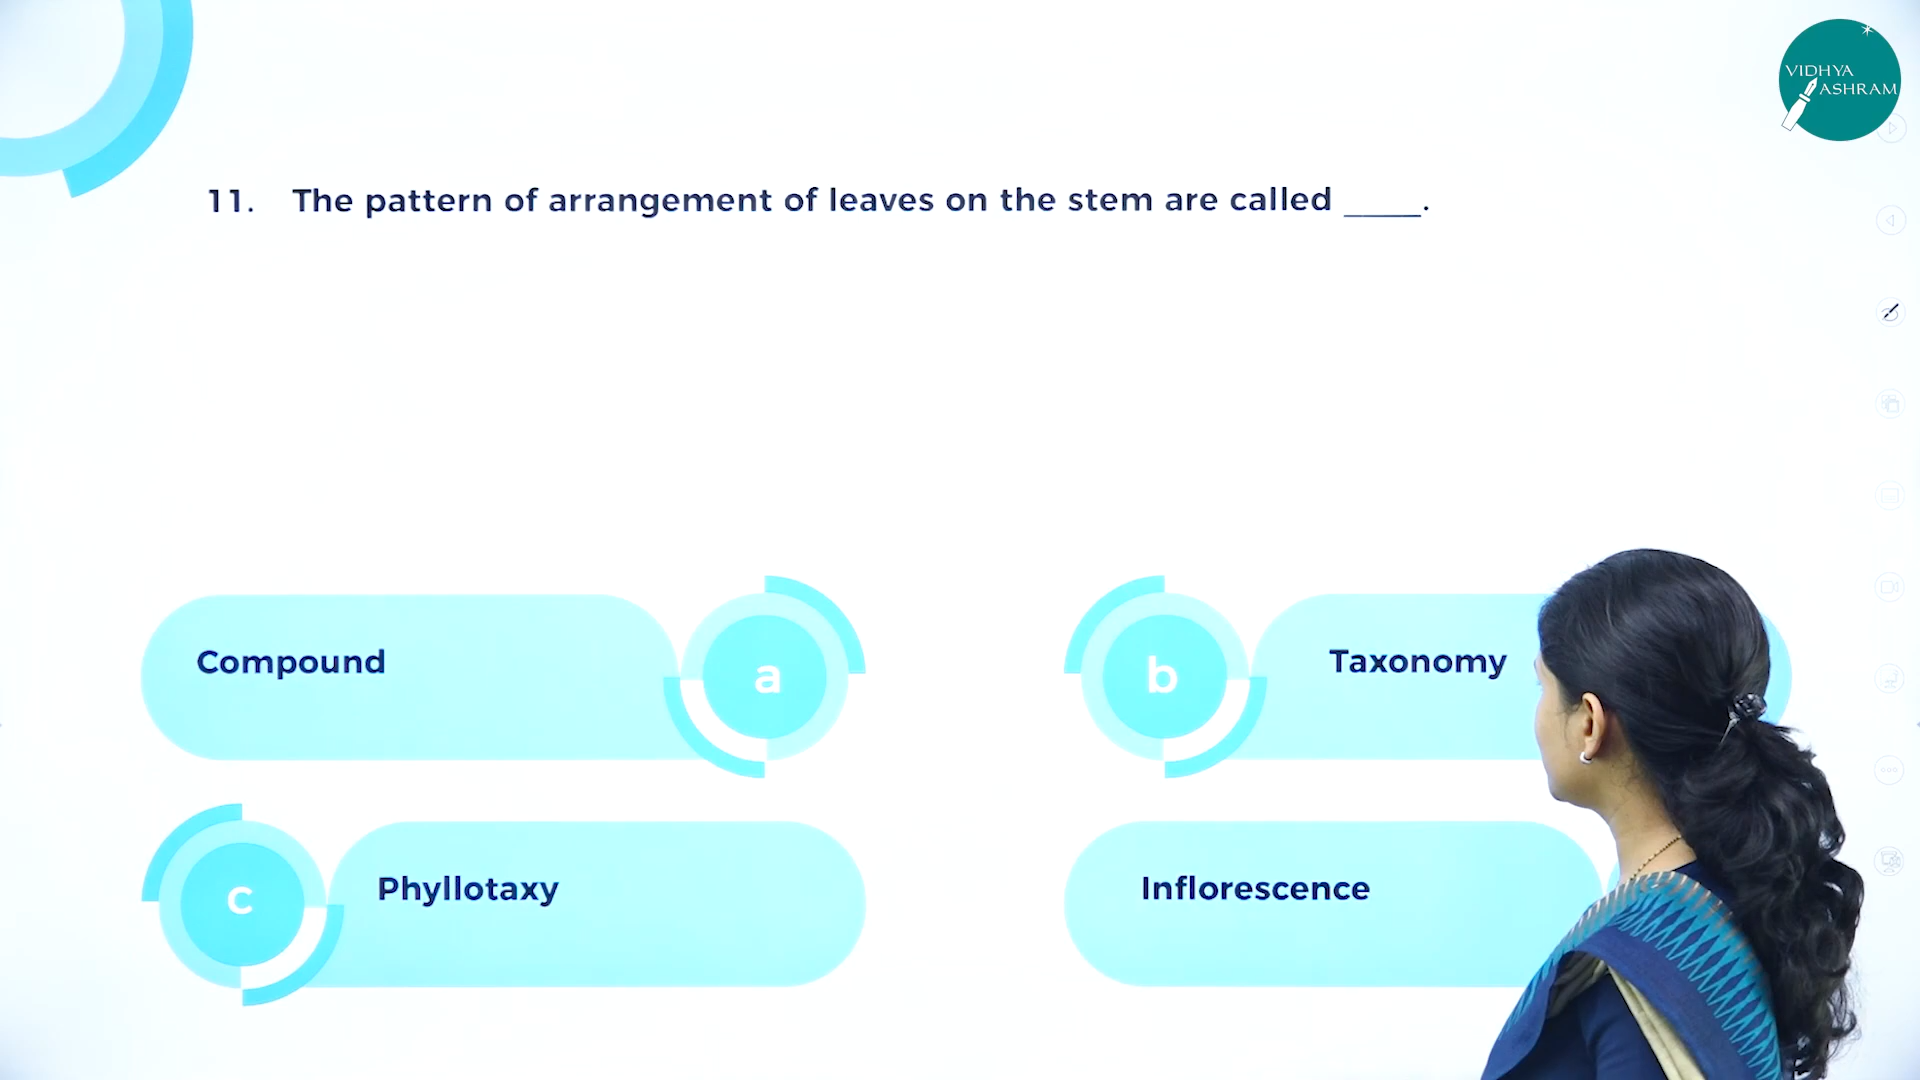 VIDHYA
ASHRAM
11. The pattern of arrangement of leaves on the stem are called ____.
Compound
a
b
Taxonomy
c
Phyllotaxy
Inflorescence